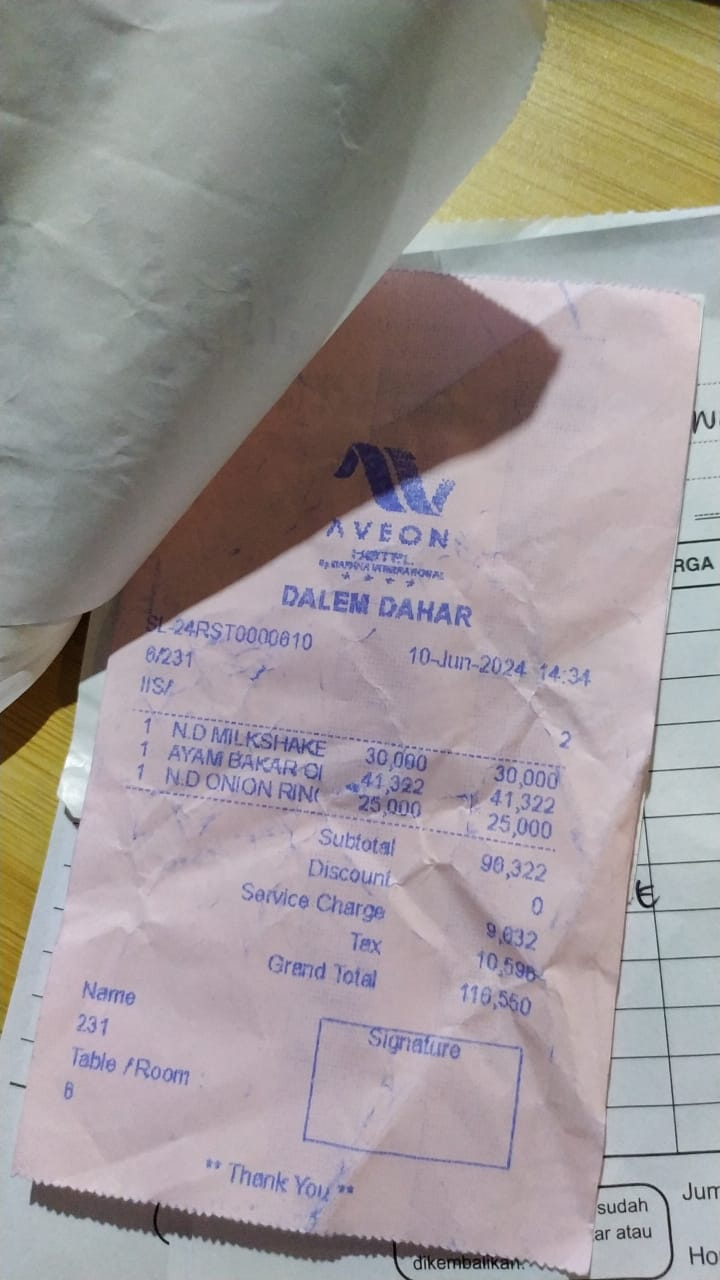 AVEON
HOTEL
DALEM DAHAR
SL-24RST0000610 10-Jun-2024 14:34
6/231
IIS/ 2
1 N.D MILKSHAKE 30,000 30,000
1 AYAM BAKAR 41,322 41,322
1 N.D ONION RIN 25,000 25,000
Subtotal 96,322
Discount 0
Service Charge 9,632
Tax 10,595
Grand Total 116,550
Name
231
Table / Room :
6
Signature
** Thank You **
RGA
sudah
ar atau
dikembalikan.
Jum
Ho